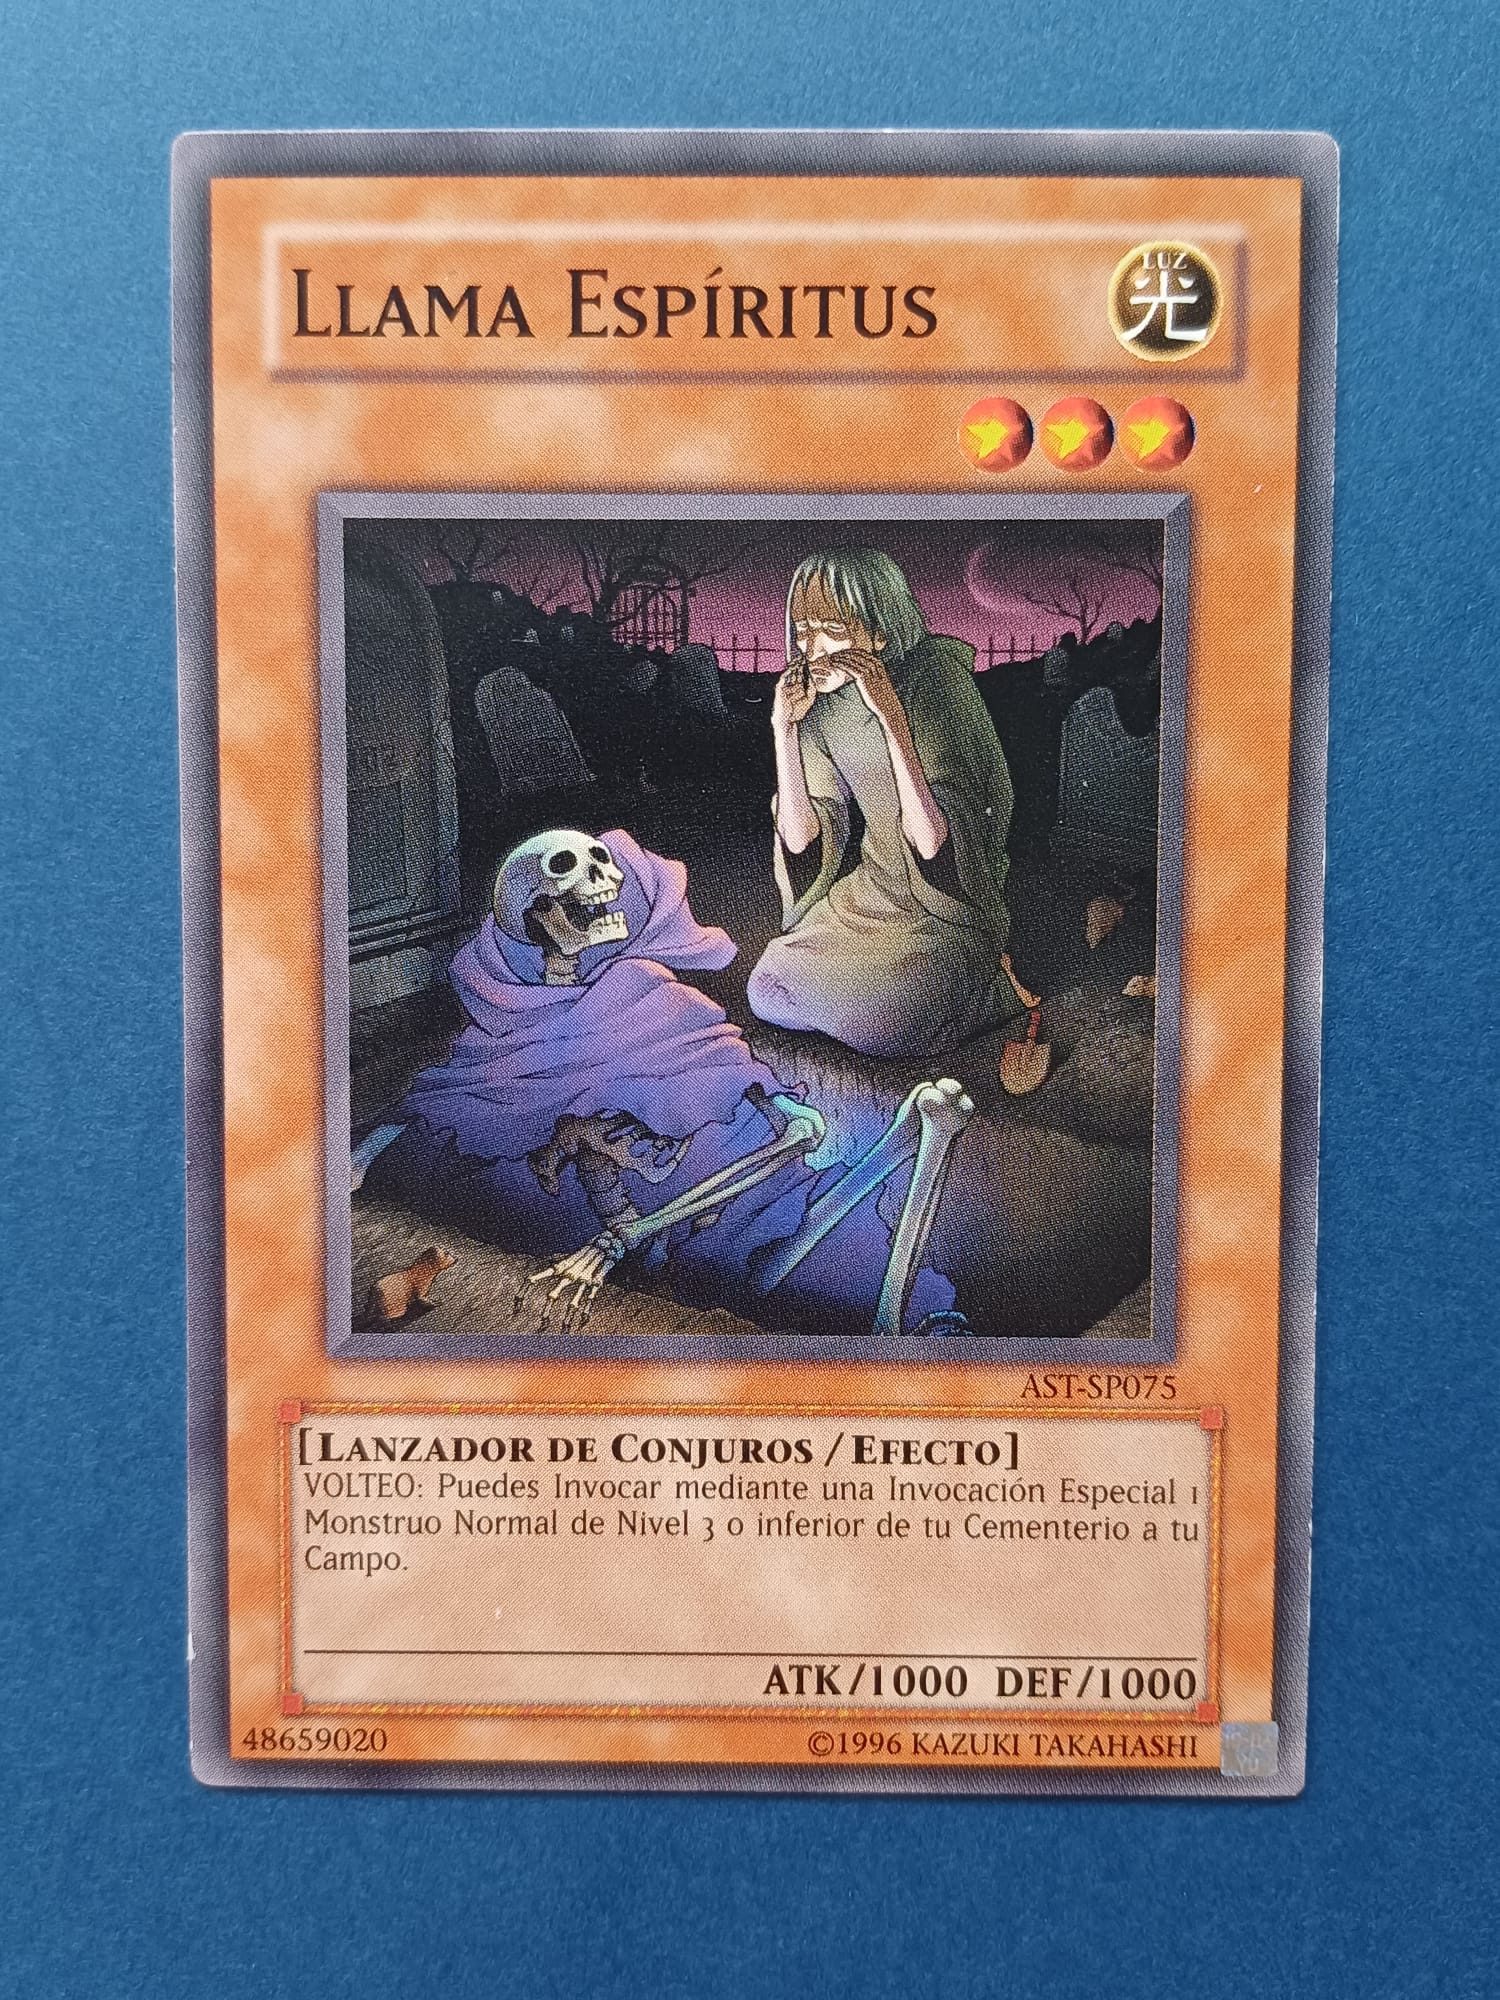 LLAMA ESPÍRITUS
LUZ
光
AST-SP075
[LANZADOR DE CONJUROS / EFECTO]
VOLTEO: Puedes Invocar mediante una Invocación Especial 1
Monstruo Normal de Nivel 3 o inferior de tu Cementerio a tu
Campo.
ATK/1000 DEF/1000
48659020
©1996 KAZUKI TAKAHASHI